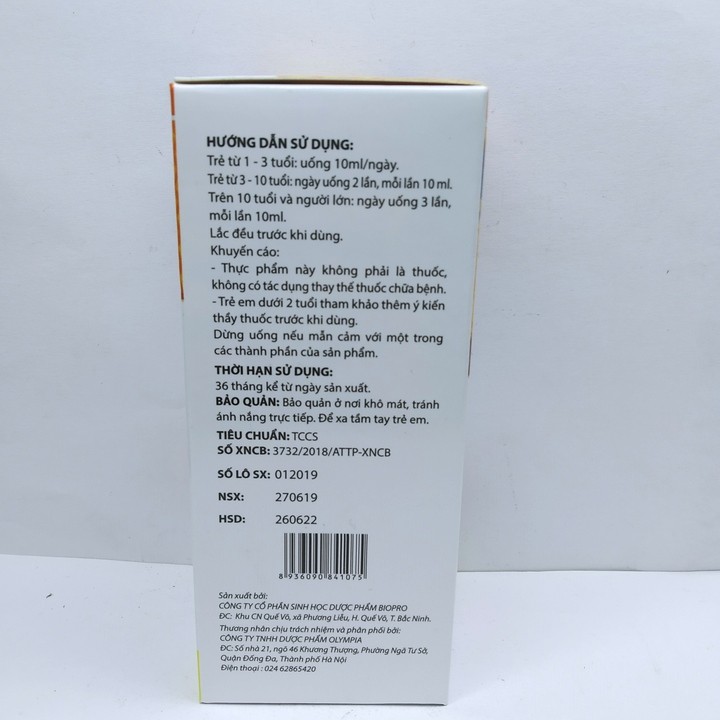 HƯỚNG DẪN SỬ DỤNG:
Trẻ từ 1 - 3 tuổi: uống 10ml/ngày.
Trẻ từ 3 - 10 tuổi: ngày uống 2 lần, mỗi lần 10 ml.
Trên 10 tuổi và người lớn: ngày uống 3 lần,
mỗi lần 10ml.
Lắc đều trước khi dùng.
Khuyến cáo:
- Thực phẩm này không phải là thuốc,
không có tác dụng thay thế thuốc chữa bệnh.
- Trẻ em dưới 2 tuổi tham khảo thêm ý kiến
thầy thuốc trước khi dùng.
Dừng uống nếu mẫn cảm với một trong
các thành phần của sản phẩm.
THỜI HẠN SỬ DỤNG:
36 tháng kể từ ngày sản xuất.
BẢO QUẢN: Bảo quản ở nơi khô mát, tránh
ánh nắng trực tiếp. Để xa tầm tay trẻ em.
TIÊU CHUẨN: TCCS
SỐ XNCB: 3732/2018/ATTP-XNCB
SỐ LÔ SX: 012019
NSX: 270619
HSD: 260622
8 936090 841075
Sản xuất bởi:
CÔNG TY CỔ PHẦN SINH HỌC DƯỢC PHẨM BIOPRO
ĐC: Khu CN Quế Võ, xã Phương Liễu, H. Quế Võ, T. Bắc Ninh.
Thương nhân chịu trách nhiệm và phân phối bởi:
CÔNG TY TNHH DƯỢC PHẨM OLYMPIA
ĐC: Số nhà 21, ngõ 46 Khương Thượng, Phường Ngã Tư Sở,
Quận Đống Đa, Thành phố Hà Nội
Điện thoại : 024 62865420